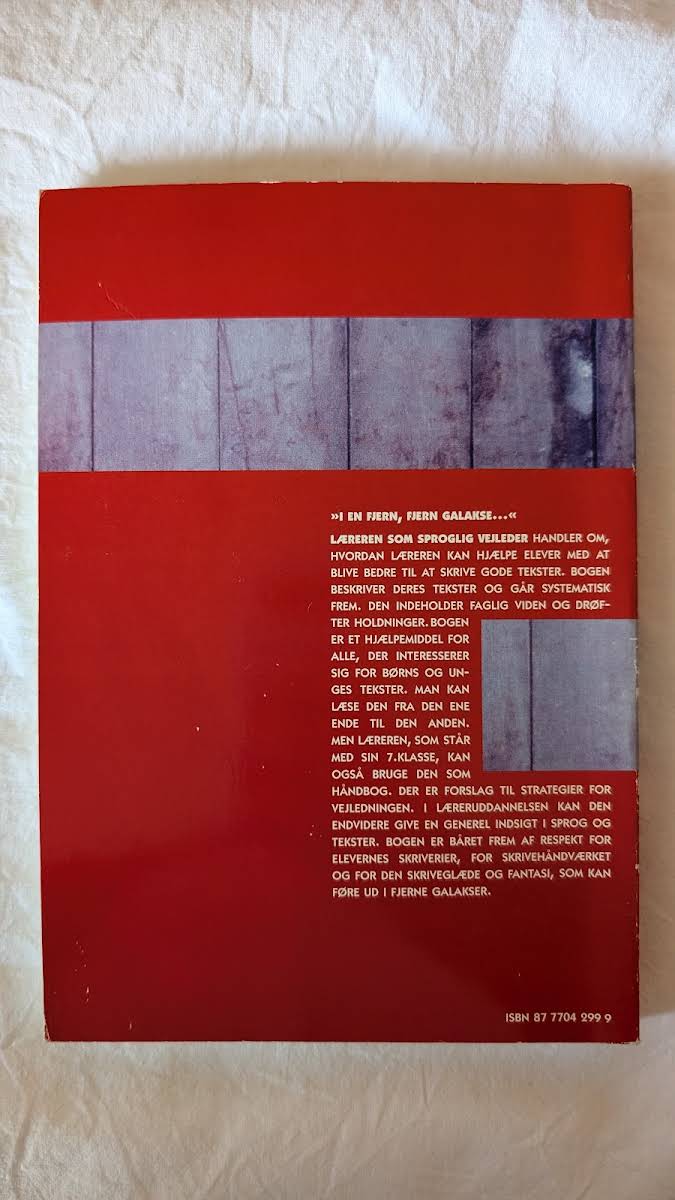 »I EN FJERN, FJERN GALAKSE...«
LÆREREN SOM SPROGLIG VEJLEDER HANDLER OM,
HVORDAN LÆREREN KAN HJÆLPE ELEVER MED AT
BLIVE BEDRE TIL AT SKRIVE GODE TEKSTER. BOGEN
BESKRIVER DERES TEKSTER OG GÅR SYSTEMATISK
FREM. DEN INDEHOLDER FAGLIG VIDEN OG DRØF-
TER HOLDNINGER. BOGEN
ER ET HJÆLPEMIDDEL FOR
ALLE, DER INTERESSERER
SIG FOR BØRNS OG UN-
GES TEKSTER. MAN KAN
LÆSE DEN FRA DEN ENE
ENDE TIL DEN ANDEN.
MEN LÆREREN, SOM STÅR
MED SIN 7.KLASSE, KAN
OGSÅ BRUGE DEN SOM
HÅNDBOG. DER ER FORSLAG TIL STRATEGIER FOR
VEJLEDNINGEN. I LÆRERUDDANNELSEN KAN DEN
ENDVIDERE GIVE EN GENEREL INDSIGT I SPROG OG
TEKSTER. BOGEN ER BÅRET FREM AF RESPEKT FOR
ELEVERNES SKRIVERIER, FOR SKRIVEHÅNDVÆRKET
OG FOR DEN SKRIVEGLÆDE OG FANTASI, SOM KAN
FØRE UD I FJERNE GALAKSER.
ISBN 87 7704 299 9